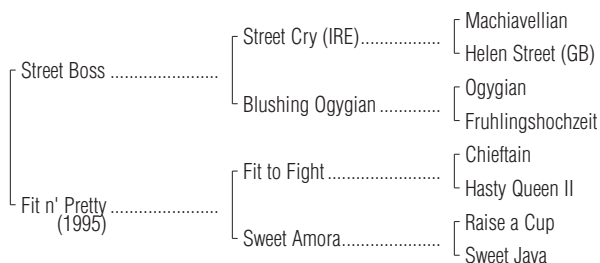 Machiavellian
Street Cry (IRE)
Helen Street (GB)
Street Boss
Ogygian
Blushing Ogygian
Fruhlingshochzeit
Chieftain
Fit to Fight
Hasty Queen II
Fit n' Pretty
(1995)
Raise a Cup
Sweet Amora
Sweet Java